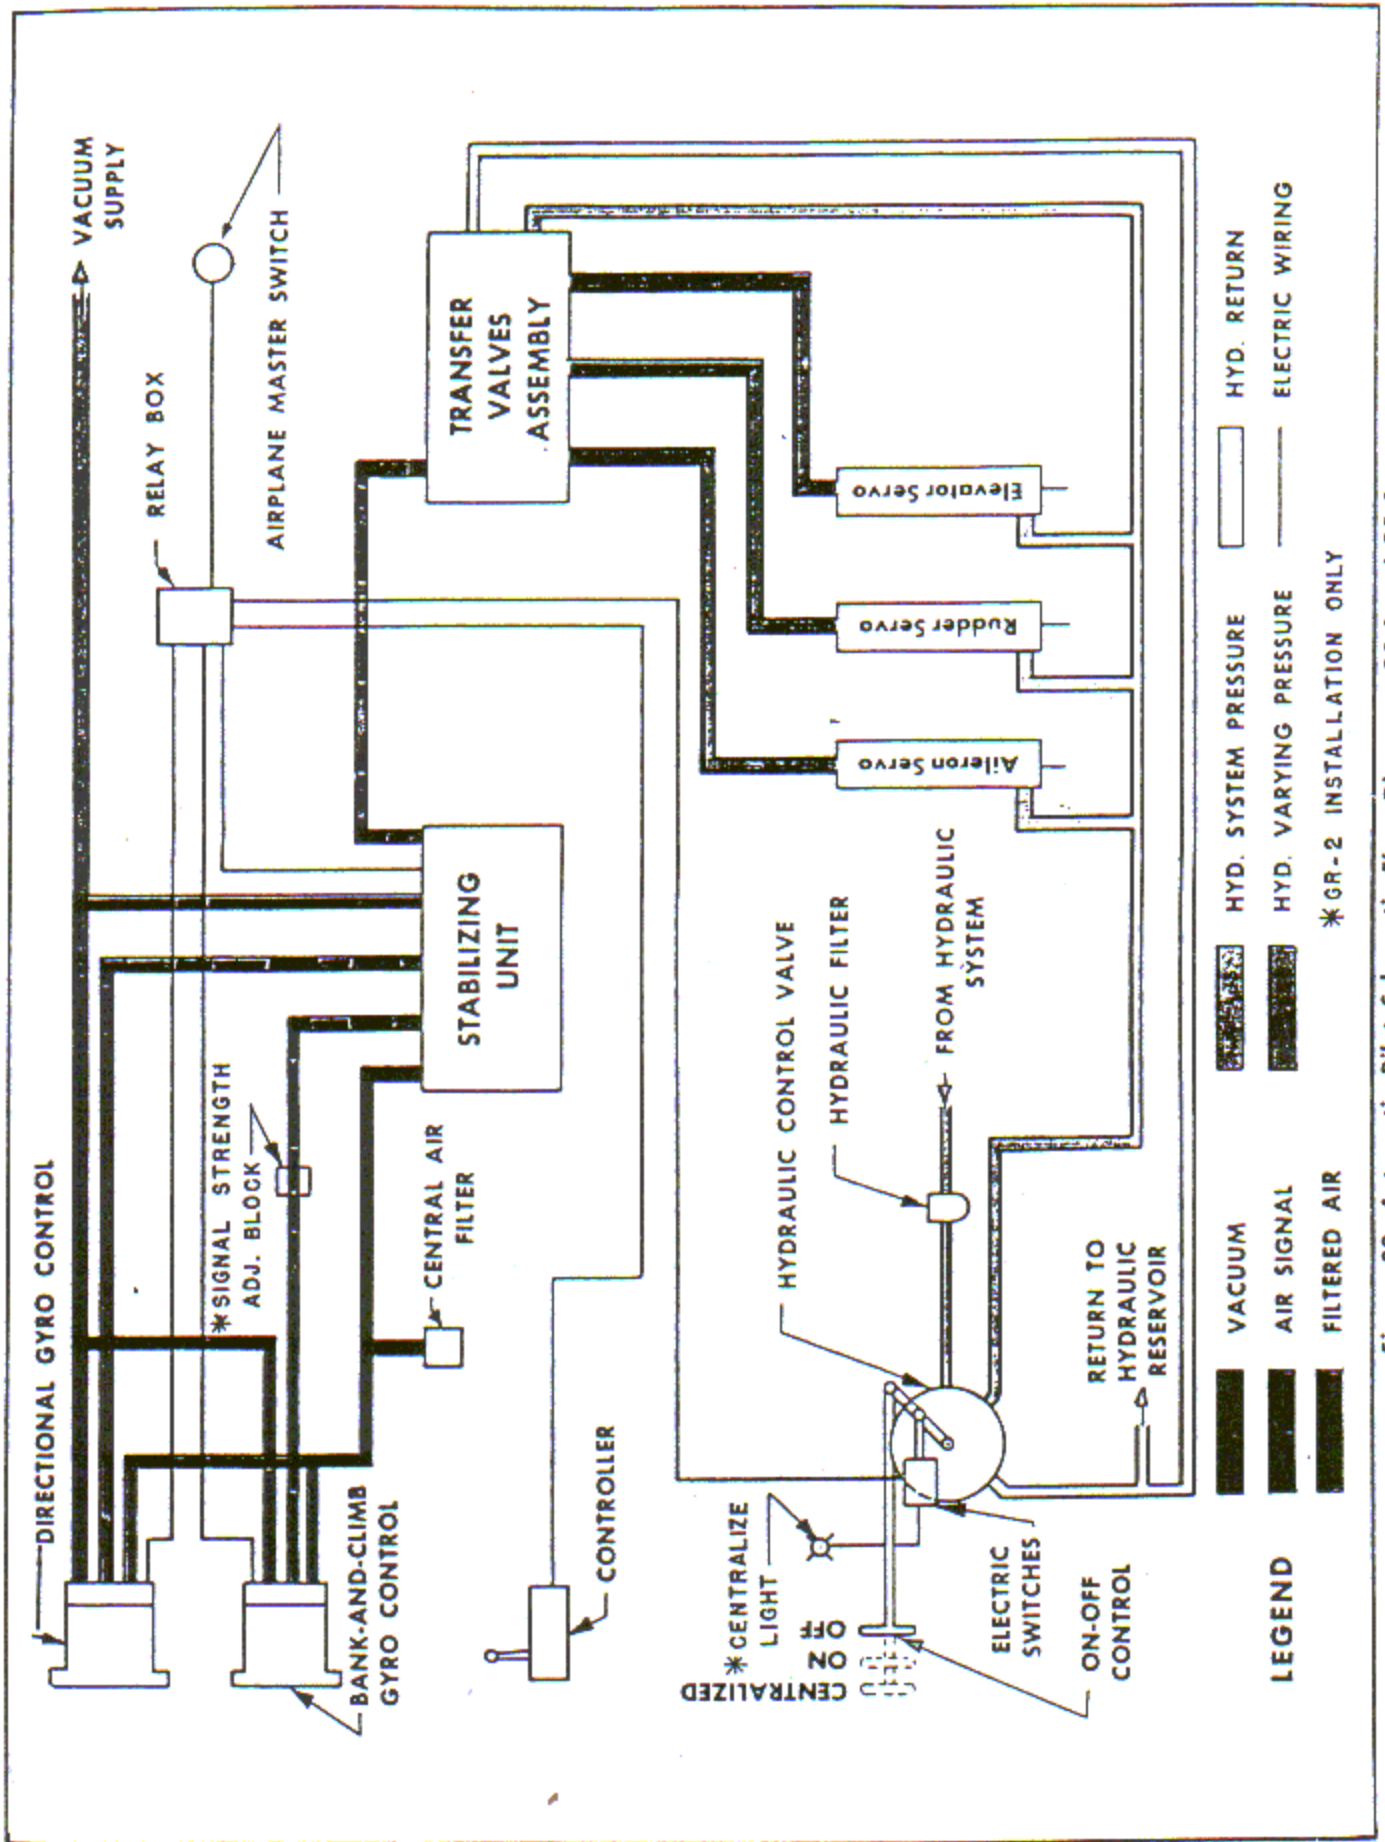 DIRECTIONAL GYRO CONTROL
VACUUM
SUPPLY
RELAY BOX
AIRPLANE MASTER SWITCH
*SIGNAL STRENGTH
ADJ. BLOCK
BANK-AND-CLIMB
GYRO CONTROL
CENTRAL AIR
FILTER
STABILIZING
UNIT
TRANSFER
VALVES
ASSEMBLY
CONTROLLER
*CENTRALIZE
LIGHT
CENTRALIZED
ON
OFF
HYDRAULIC CONTROL VALVE
HYDRAULIC FILTER
FROM HYDRAULIC
SYSTEM
Aileron Servo
Rudder Servo
Elevator Servo
ELECTRIC
SWITCHES
ON-OFF
CONTROL
RETURN TO
HYDRAULIC
RESERVOIR
LEGEND
VACUUM
AIR SIGNAL
FILTERED AIR
HYD. SYSTEM PRESSURE
HYD. VARYING PRESSURE
*GR-2 INSTALLATION ONLY
HYD. RETURN
ELECTRIC WIRING